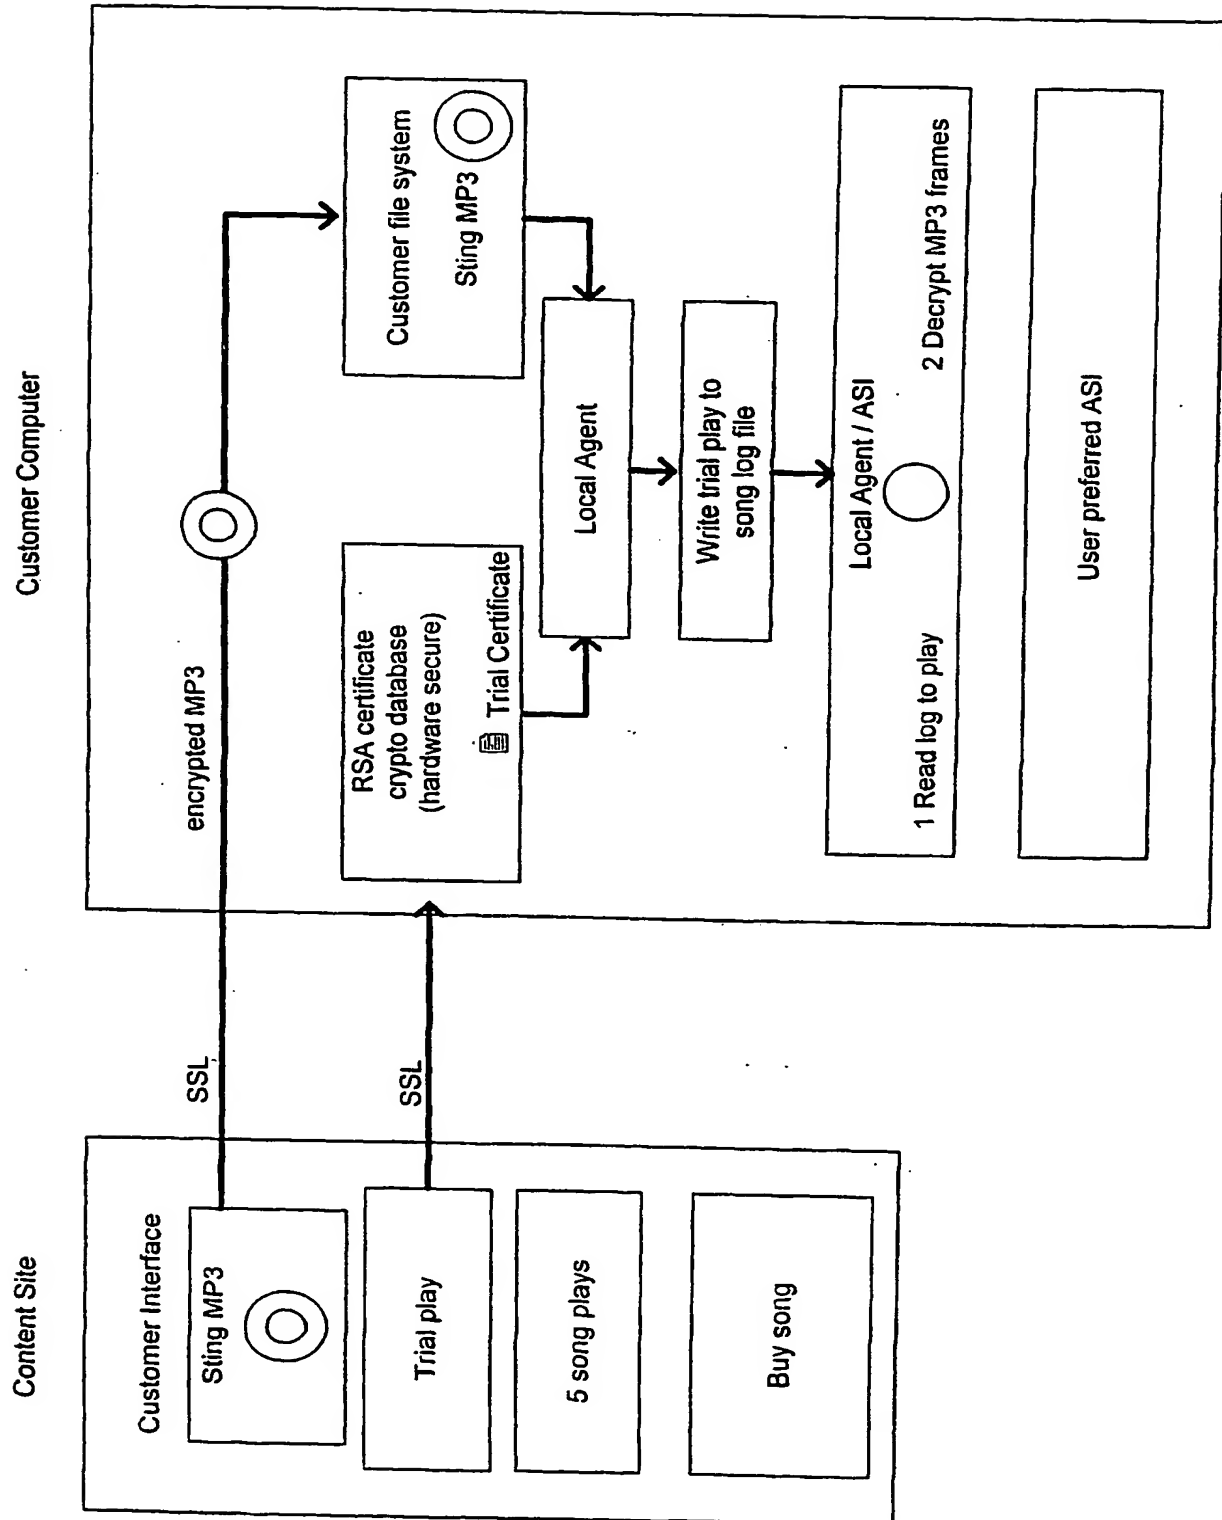 Content Site
Customer Interface
Sting MP3
Trial play
5 song plays
Buy song
SSL
SSL
Customer Computer
encrypted MP3
RSA certificate
crypto database
(hardware secure)
Trial Certificate
Customer file system
Sting MP3
Local Agent
Write trial play to
song log file
Local Agent / ASI
1 Read log to play
2 Decrypt MP3 frames
User preferred ASI